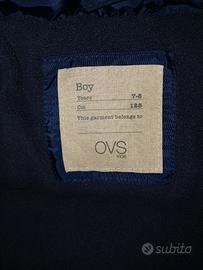 Boy
Years 7-8
Cm 128
This garment belongs to
OVS
KIDS
subito